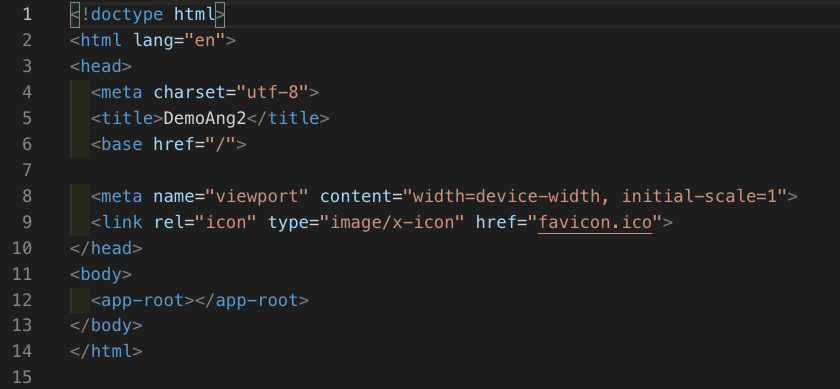 1 <!doctype html>
2 <html lang="en">
3 <head>
4   <meta charset="utf-8">
5   <title>DemoAng2</title>
6   <base href="/">
7
8   <meta name="viewport" content="width=device-width, initial-scale=1">
9   <link rel="icon" type="image/x-icon" href="favicon.ico">
10 </head>
11 <body>
12   <app-root></app-root>
13 </body>
14 </html>
15